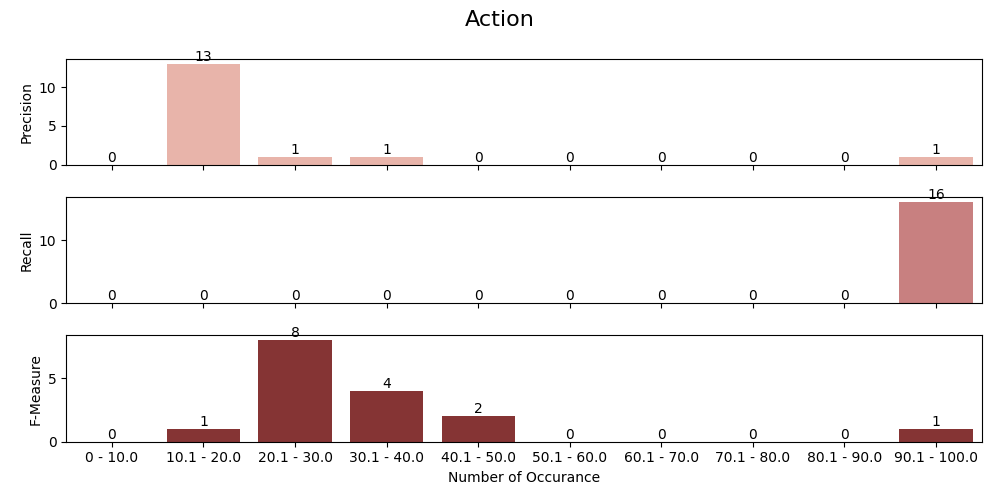 Action
Precision
10
5
0
0 13 1 1 0 0 0 0 0 1
Recall
10
0
0 0 0 0 0 0 0 0 0 16
F-Measure
5
0
0 1 8 4 2 0 0 0 0 1
0 - 10.0 10.1 - 20.0 20.1 - 30.0 30.1 - 40.0 40.1 - 50.0 50.1 - 60.0 60.1 - 70.0 70.1 - 80.0 80.1 - 90.0 90.1 - 100.0
Number of Occurance